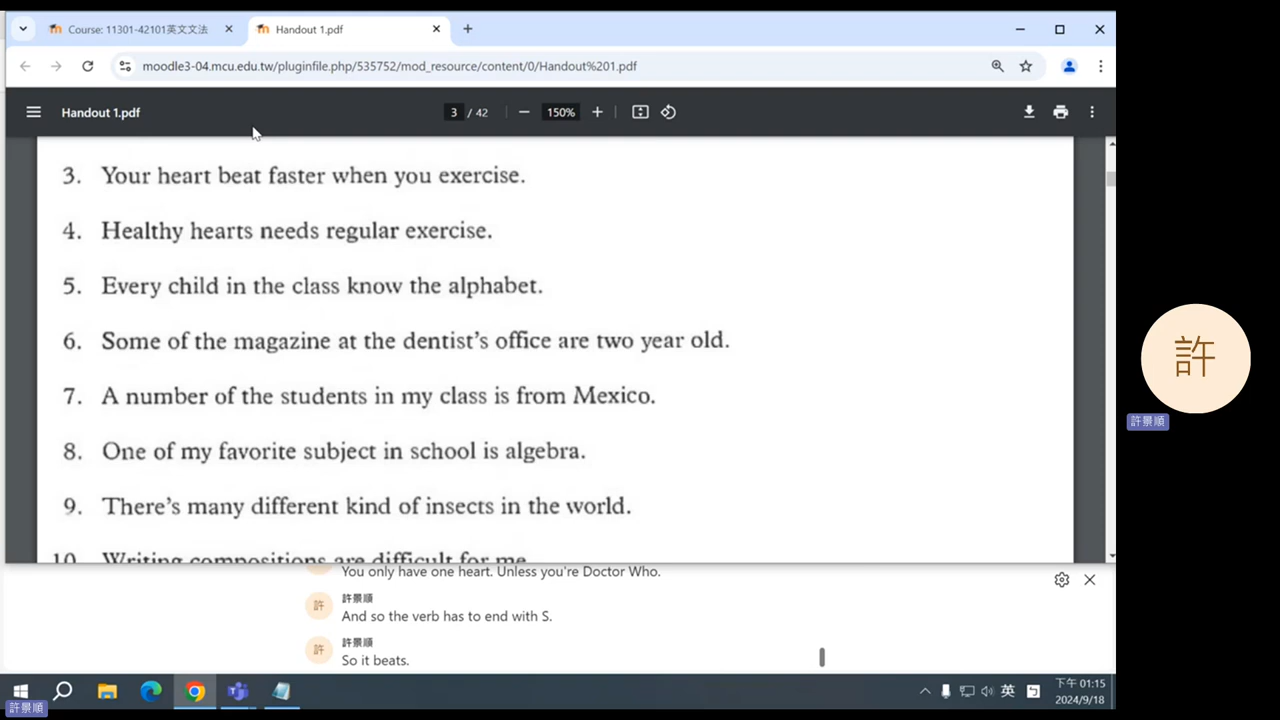 Course: 11301-42101英文文法
Handout 1.pdf
moodle3-04.mcu.edu.tw/pluginfile.php/535752/mod_resource/content/0/Handout%201.pdf
Handout 1.pdf
3 / 42
150%
3. Your heart beat faster when you exercise.
4. Healthy hearts needs regular exercise.
5. Every child in the class know the alphabet.
6. Some of the magazine at the dentist's office are two year old.
7. A number of the students in my class is from Mexico.
8. One of my favorite subject in school is algebra.
9. There's many different kind of insects in the world.
10. Writing compositions are difficult for me
You only have one heart. Unless you're Doctor Who.
許
許景順
And so the verb has to end with S.
許
許景順
So it beats.
英
下午 01:15
2024/9/18
許景順
許
許景順